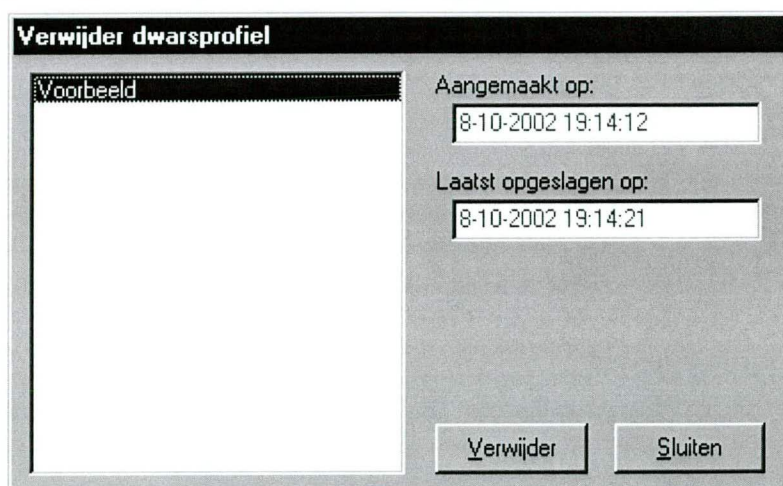 Verwijder dwarsprofiel
Voorbeeld
Aangemaakt op:
8-10-2002 19:14:12
Laatst opgeslagen op:
8-10-2002 19:14:21
Verwijder
Sluiten